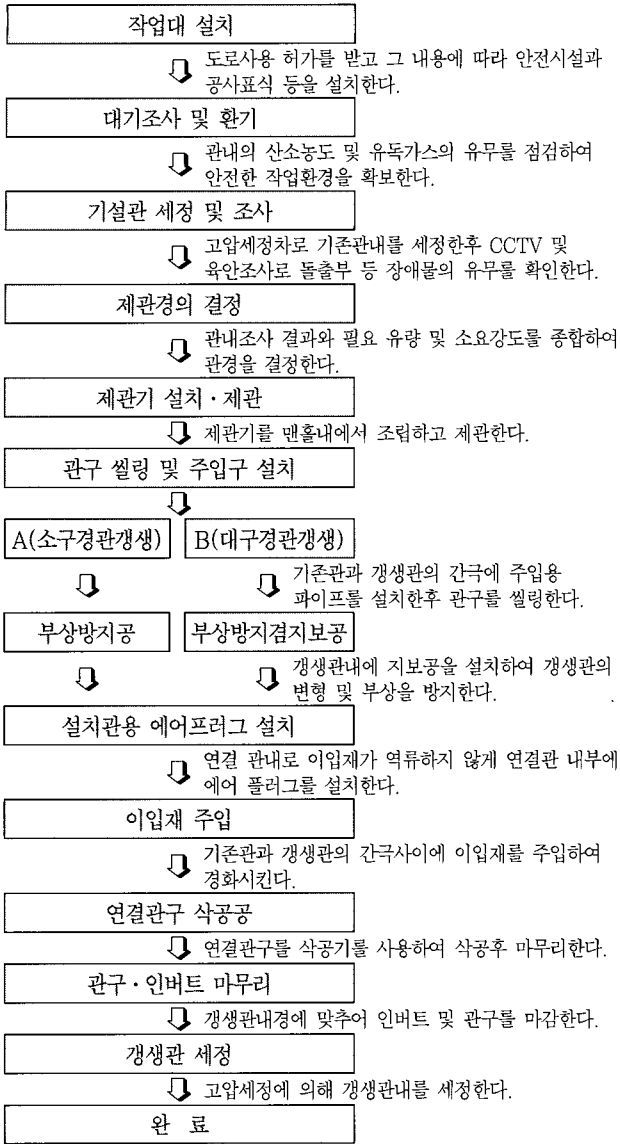 작업대 설치
도로사용 허가를 받고 그 내용에 따라 안전시설과
공사표식 등을 설치한다.
대기조사 및 환기
관내의 산소농도 및 유독가스의 유무를 점검하여
안전한 작업환경을 확보한다.
기설관 세정 및 조사
고압세정차로 기존관내를 세정한후 CCTV 및
육안조사로 돌출부 등 장애물의 유무를 확인한다.
제관경의 결정
관내조사 결과와 필요 유량 및 소요강도를 종합하여
관경을 결정한다.
제관기 설치·제관
제관기를 맨홀내에서 조립하고 제관한다.
관구 씰링 및 주입구 설치
A(소구경관갱생) B(대구경관갱생)
기존관과 갱생관의 간극에 주입용
파이프를 설치한후 관구를 씰링한다.
부상방지공 부상방지겸지보공
갱생관내에 지보공을 설치하여 갱생관의
변형 및 부상을 방지한다.
설치관용 에어프러그 설치
연결 관내로 이입재가 역류하지 않게 연결관 내부에
에어 플러그를 설치한다.
이입재 주입
기존관과 갱생관의 간극사이에 이입재를 주입하여
경화시킨다.
연결관구 삭공공
연결관구를 삭공기를 사용하여 삭공후 마무리한다.
관구·인버트 마무리
갱생관내경에 맞추어 인버트 및 관구를 마감한다.
갱생관 세정
고압세정에 의해 갱생관내를 세정한다.
완 료